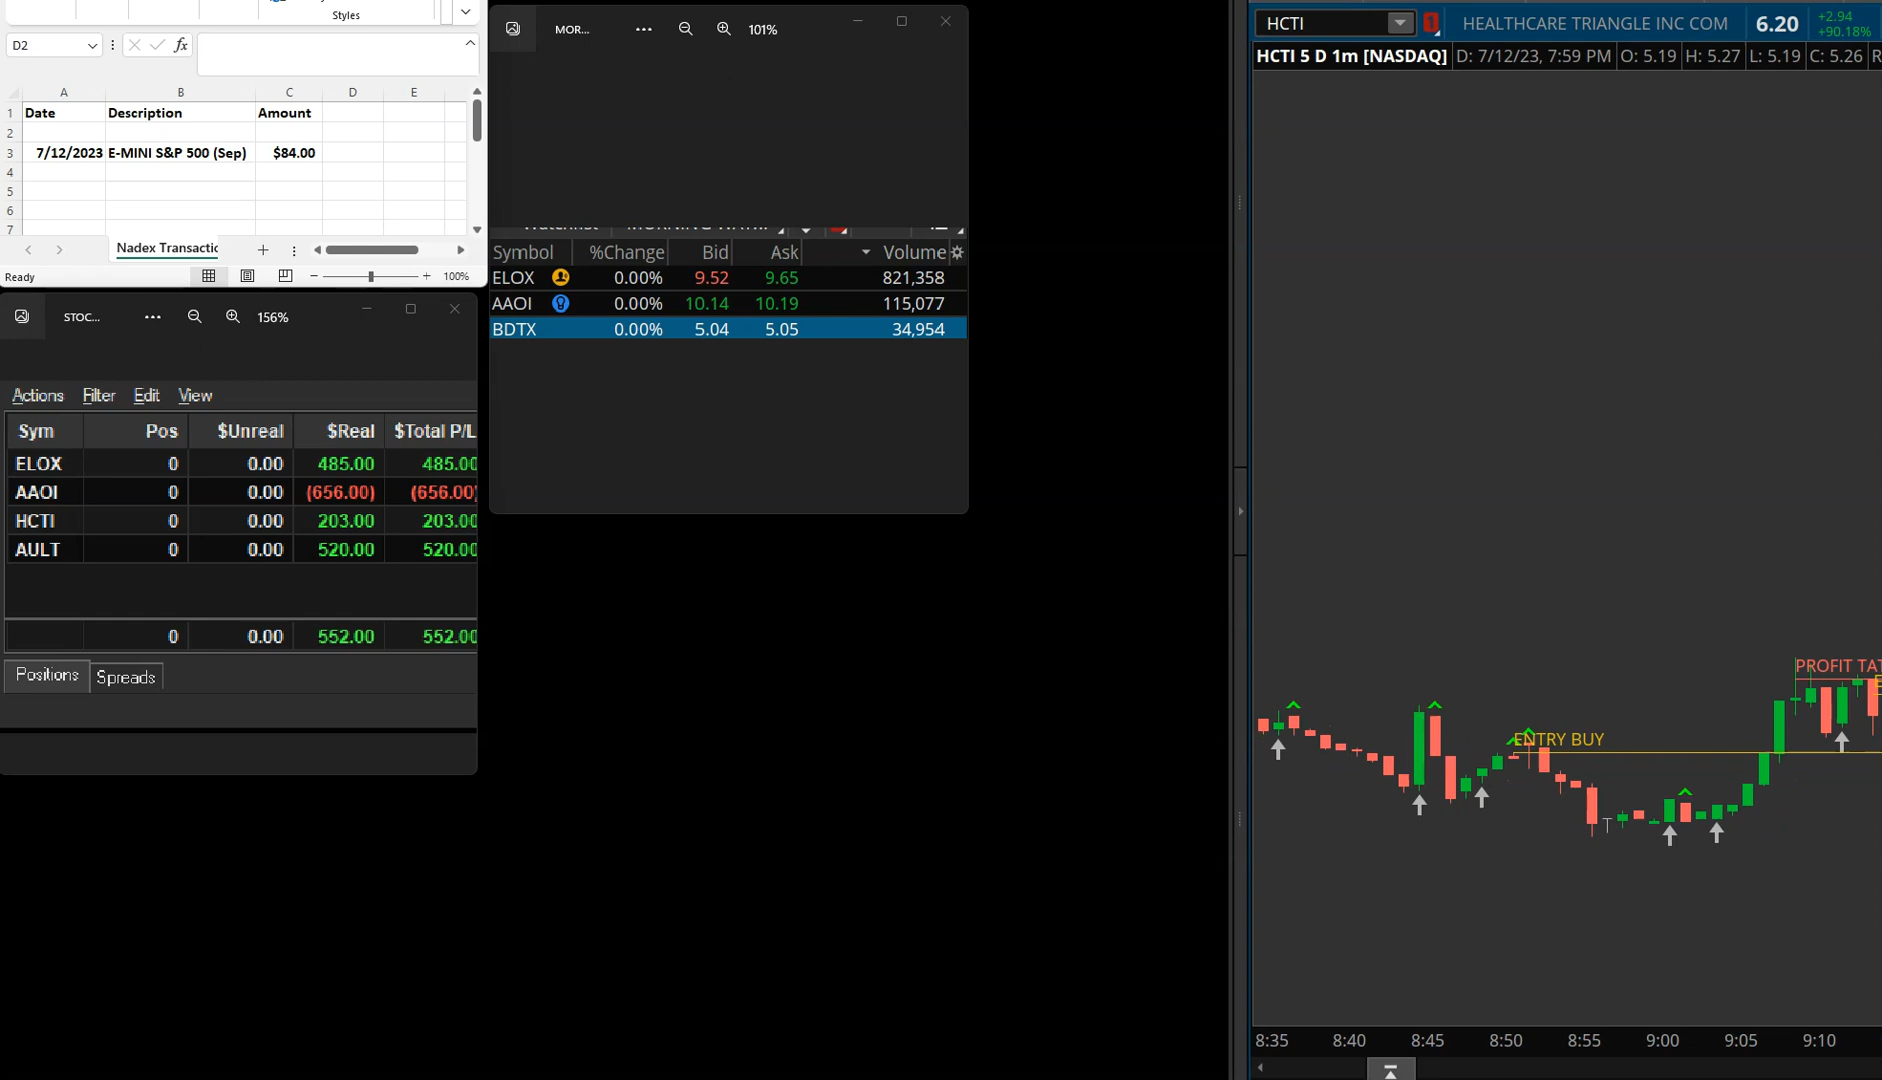 Styles
D2
fx
A B C D E
1 Date Description Amount
2
3 7/12/2023 E-MINI S&P 500 (Sep) $84.00
4
5
6
7
Nadex Transactic
Ready 100%
STOC... 156%
Actions Filter Edit View
Sym Pos $Unreal $Real $Total P/L
ELOX 0 0.00 485.00 485.00
AAOI 0 0.00 (656.00) (656.00)
HCTI 0 0.00 203.00 203.00
AULT 0 0.00 520.00 520.00
0 0.00 552.00 552.00
Positions Spreads
MOR... 101%
Symbol %Change Bid Ask Volume
ELOX 0.00% 9.52 9.65 821,358
AAOI 0.00% 10.14 10.19 115,077
BDTX 0.00% 5.04 5.05 34,954
HCTI 1 HEALTHCARE TRIANGLE INC COM 6.20 +2.94
+90.18%
HCTI 5 D 1m [NASDAQ] D: 7/12/23, 7:59 PM O: 5.19 H: 5.27 L: 5.19 C: 5.26 R
PROFIT TAT
ENTRY BUY
8:35 8:40 8:45 8:50 8:55 9:00 9:05 9:10